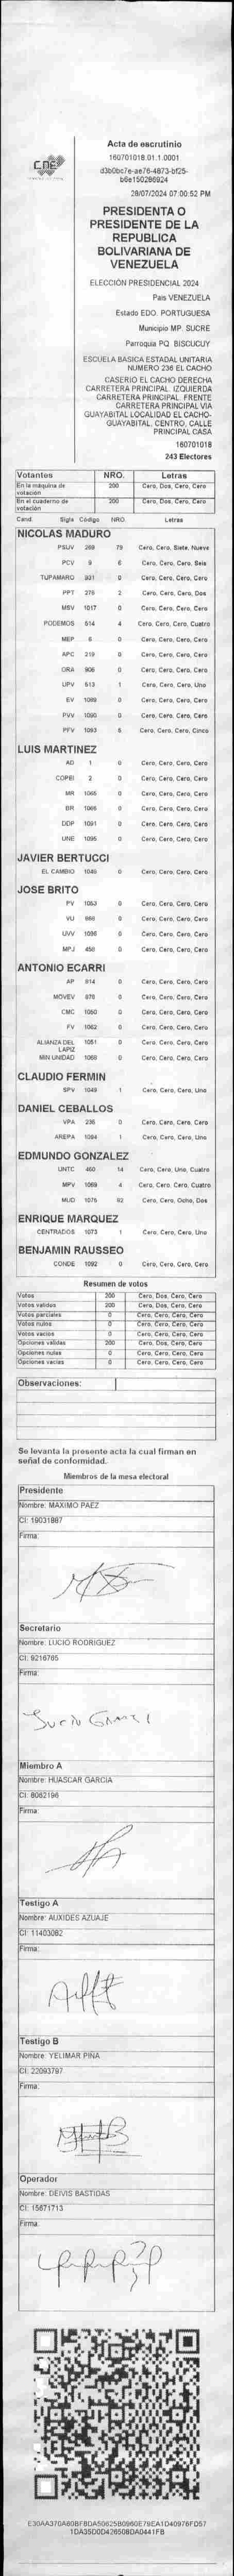 CNE
Acta de escrutinio
160701018.01.1.0001
d3b0bc7e-ae76-4873-bf25-
b6e150286924
28/07/2024 07:00:52 PM
PRESIDENTA O
PRESIDENTE DE LA
REPUBLICA
BOLIVARIANA DE
VENEZUELA
ELECCIÓN PRESIDENCIAL 2024
Pais VENEZUELA
Estado EDO. PORTUGUESA
Municipio MP. SUCRE
Parroquia PQ. BISCUCUY
ESCUELA BASICA ESTADAL UNITARIA
NUMERO 236 EL CACHO
CASERIO EL CACHO DERECHA
CARRETERA PRINCIPAL. IZQUIERDA
CARRETERA PRINCIPAL. FRENTE
CARRETERA PRINCIPAL VIA
GUAYABITAL LOCALIDAD EL CACHO-
GUAYABITAL, CENTRO, CALLE
PRINCIPAL CASA
160701018
243 Electores
Votantes NRO. Letras
En la máquina de votación 200 Cero, Dos, Cero, Cero
En el cuaderno de votación 200 Cero, Dos, Cero, Cero
Cand. Sigla Código NRO. Letras
NICOLAS MADURO
PSUV 269 79 Cero, Cero, Siete, Nueve
PCV 9 6 Cero, Cero, Cero, Seis
TUPAMARO 931 0 Cero, Cero, Cero, Cero
PPT 276 2 Cero, Cero, Cero, Dos
MSV 1017 0 Cero, Cero, Cero, Cero
PODEMOS 514 4 Cero, Cero, Cero, Cuatro
MEP 6 0 Cero, Cero, Cero, Cero
APC 219 0 Cero, Cero, Cero, Cero
ORA 906 0 Cero, Cero, Cero, Cero
UPV 513 1 Cero, Cero, Cero, Uno
EV 1089 0 Cero, Cero, Cero, Cero
PVV 1090 0 Cero, Cero, Cero, Cero
PFV 1093 5 Cero, Cero, Cero, Cinco
LUIS MARTINEZ
AD 1 0 Cero, Cero, Cero, Cero
COPEI 2 0 Cero, Cero, Cero, Cero
MR 1065 0 Cero, Cero, Cero, Cero
BR 1066 0 Cero, Cero, Cero, Cero
DDP 1091 0 Cero, Cero, Cero, Cero
UNE 1095 0 Cero, Cero, Cero, Cero
JAVIER BERTUCCI
EL CAMBIO 1046 0 Cero, Cero, Cero, Cero
JOSE BRITO
PV 1053 0 Cero, Cero, Cero, Cero
VU 868 0 Cero, Cero, Cero, Cero
UVV 1036 0 Cero, Cero, Cero, Cero
MPJ 458 0 Cero, Cero, Cero, Cero
ANTONIO ECARRI
AP 914 0 Cero, Cero, Cero, Cero
MOVEV 976 0 Cero, Cero, Cero, Cero
CMC 1050 0 Cero, Cero, Cero, Cero
FV 1062 0 Cero, Cero, Cero, Cero
ALIANZA DEL LAPIZ 1051 0 Cero, Cero, Cero, Cero
MIN UNIDAD 1068 0 Cero, Cero, Cero, Cero
CLAUDIO FERMIN
SPV 1049 1 Cero, Cero, Cero, Uno
DANIEL CEBALLOS
VPA 236 0 Cero, Cero, Cero, Cero
AREPA 1094 1 Cero, Cero, Cero, Uno
EDMUNDO GONZALEZ
UNTC 460 14 Cero, Cero, Uno, Cuatro
MPV 1069 4 Cero, Cero, Cero, Cuatro
MUD 1076 82 Cero, Cero, Ocho, Dos
ENRIQUE MARQUEZ
CENTRADOS 1073 1 Cero, Cero, Cero, Uno
BENJAMIN RAUSSEO
CONDE 1092 0 Cero, Cero, Cero, Cero
Resumen de votos
Votos 200 Cero, Dos, Cero, Cero
Votos validos 200 Cero, Dos, Cero, Cero
Votos parciales 0 Cero, Cero, Cero, Cero
Votos nulos 0 Cero, Cero, Cero, Cero
Votos vacios 0 Cero, Cero, Cero, Cero
Opciones validas 200 Cero, Dos, Cero, Cero
Opciones nulas 0 Cero, Cero, Cero, Cero
Opciones vacias 0 Cero, Cero, Cero, Cero
Observaciones:
Se levanta la presente acta la cual firman en
señal de conformidad.
Miembros de la mesa electoral
Presidente
Nombre: MAXIMO PAEZ
CI: 19031887
Firma:
Secretario
Nombre: LUCIO RODRIGUEZ
CI: 9216765
Firma:
Miembro A
Nombre: HUASCAR GARCIA
CI: 8062196
Firma:
Testigo A
Nombre: AUXIDES AZUAJE
CI: 11403082
Firma:
Testigo B
Nombre: YELIMAR PIÑA
CI: 22093797
Firma:
Operador
Nombre: DEIVIS BASTIDAS
CI: 15671713
Firma:
E30AA370A80BFBDA50625B0960E79EA1D40976FD57
1DA35D0D426508DA0441FB